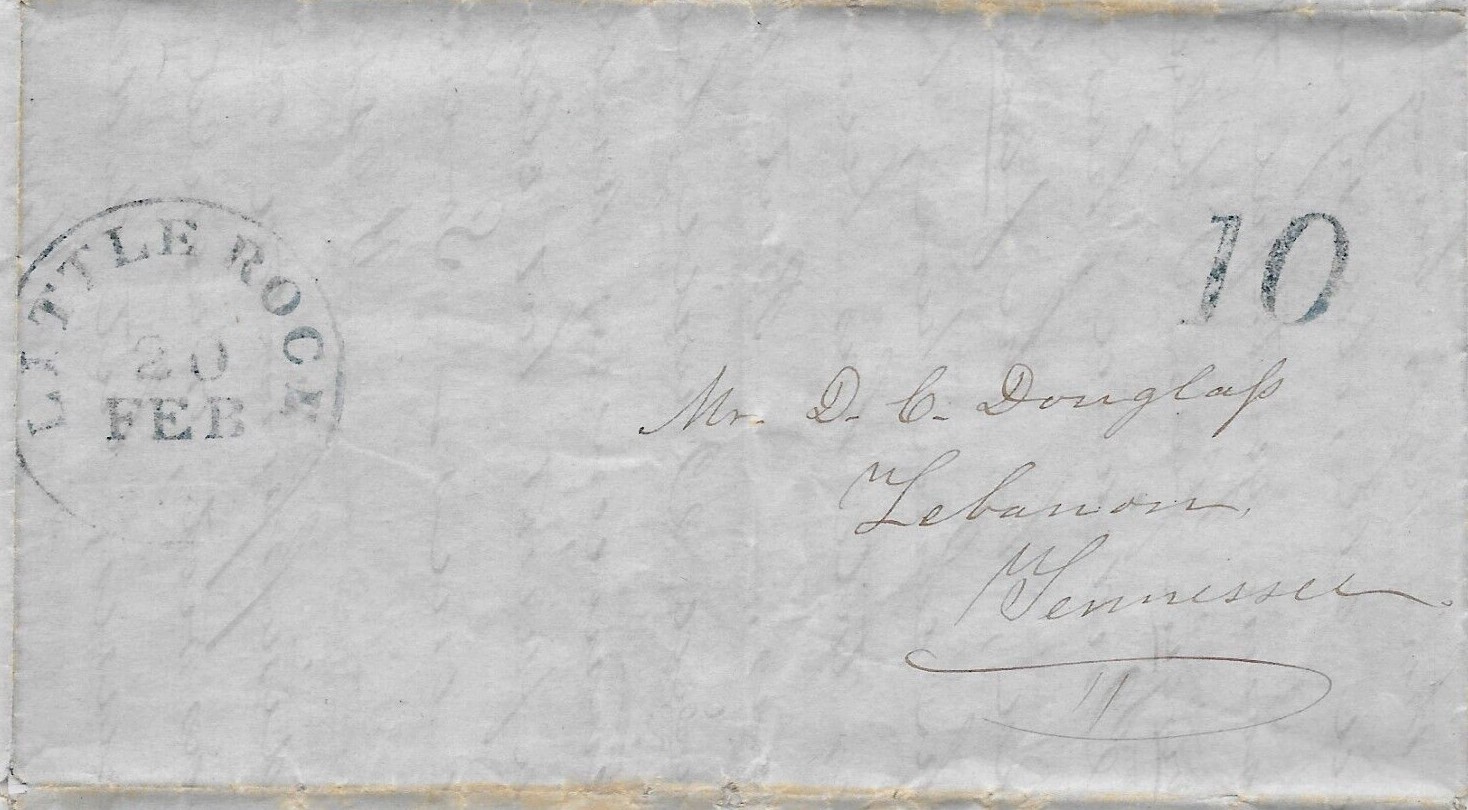 LITTLE ROCK
20
FEB
10
Mr. D. C. Douglaſs
Lebanon,
Tennessee.